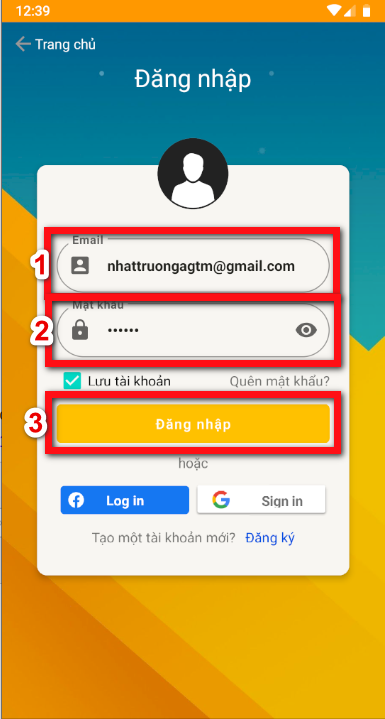 12:39
Trang chủ
Đăng nhập
Email
1
nhattruongagtm@gmail.com
Mật khẩu
2
••••••
Lưu tài khoản Quên mật khẩu?
3
Đăng nhập
hoặc
Log in
G Sign in
Tạo một tài khoản mới? Đăng ký